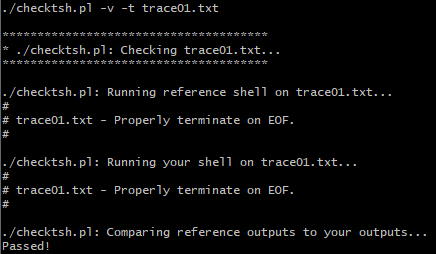 ./checktsh.pl -v -t trace01.txt
**************************************
* ./checktsh.pl: Checking trace01.txt...
**************************************
./checktsh.pl: Running reference shell on trace01.txt...
#
# trace01.txt - Properly terminate on EOF.
#
./checktsh.pl: Running your shell on trace01.txt...
#
# trace01.txt - Properly terminate on EOF.
#
./checktsh.pl: Comparing reference outputs to your outputs...
Passed!